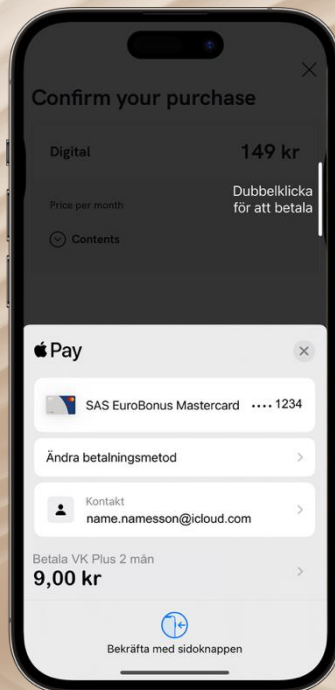 Confirm your purchase
Digital
149 kr
Dubbelklicka
för att betala
Price per month
Contents
Pay
SAS EuroBonus Mastercard •••• 1234
Ändra betalningsmetod
Kontakt
name.namesson@icloud.com
Betala VK Plus 2 mån
9,00 kr
Bekräfta med sidoknappen